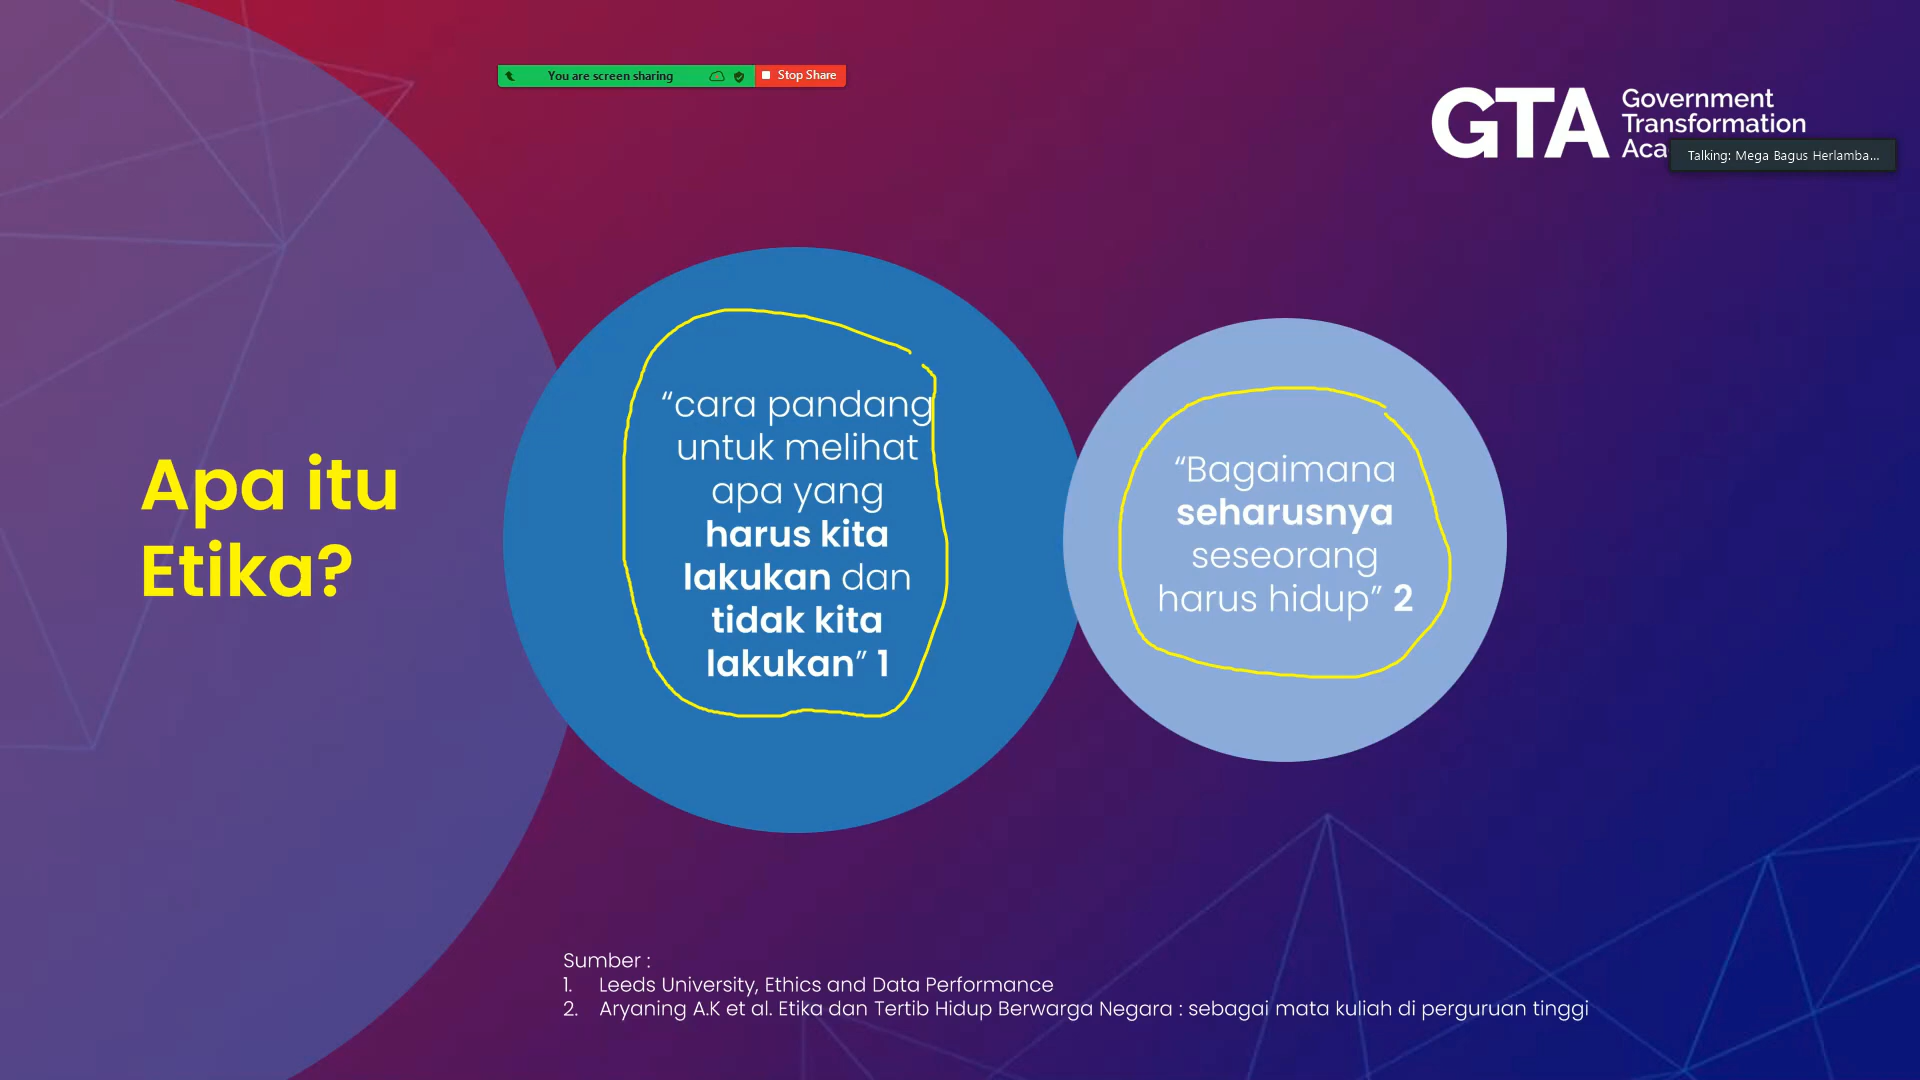 You are screen sharing
Stop Share
GTA
Government
Transformation
Talking: Mega Bagus Herlamba...
Apa itu
Etika?
“cara pandang
untuk melihat
apa yang
harus kita
lakukan dan
tidak kita
lakukan” 1
“Bagaimana
seharusnya
seseorang
harus hidup” 2
Sumber :
1. Leeds University, Ethics and Data Performance
2. Aryaning A.K et al. Etika dan Tertib Hidup Berwarga Negara : sebagai mata kuliah di perguruan tinggi